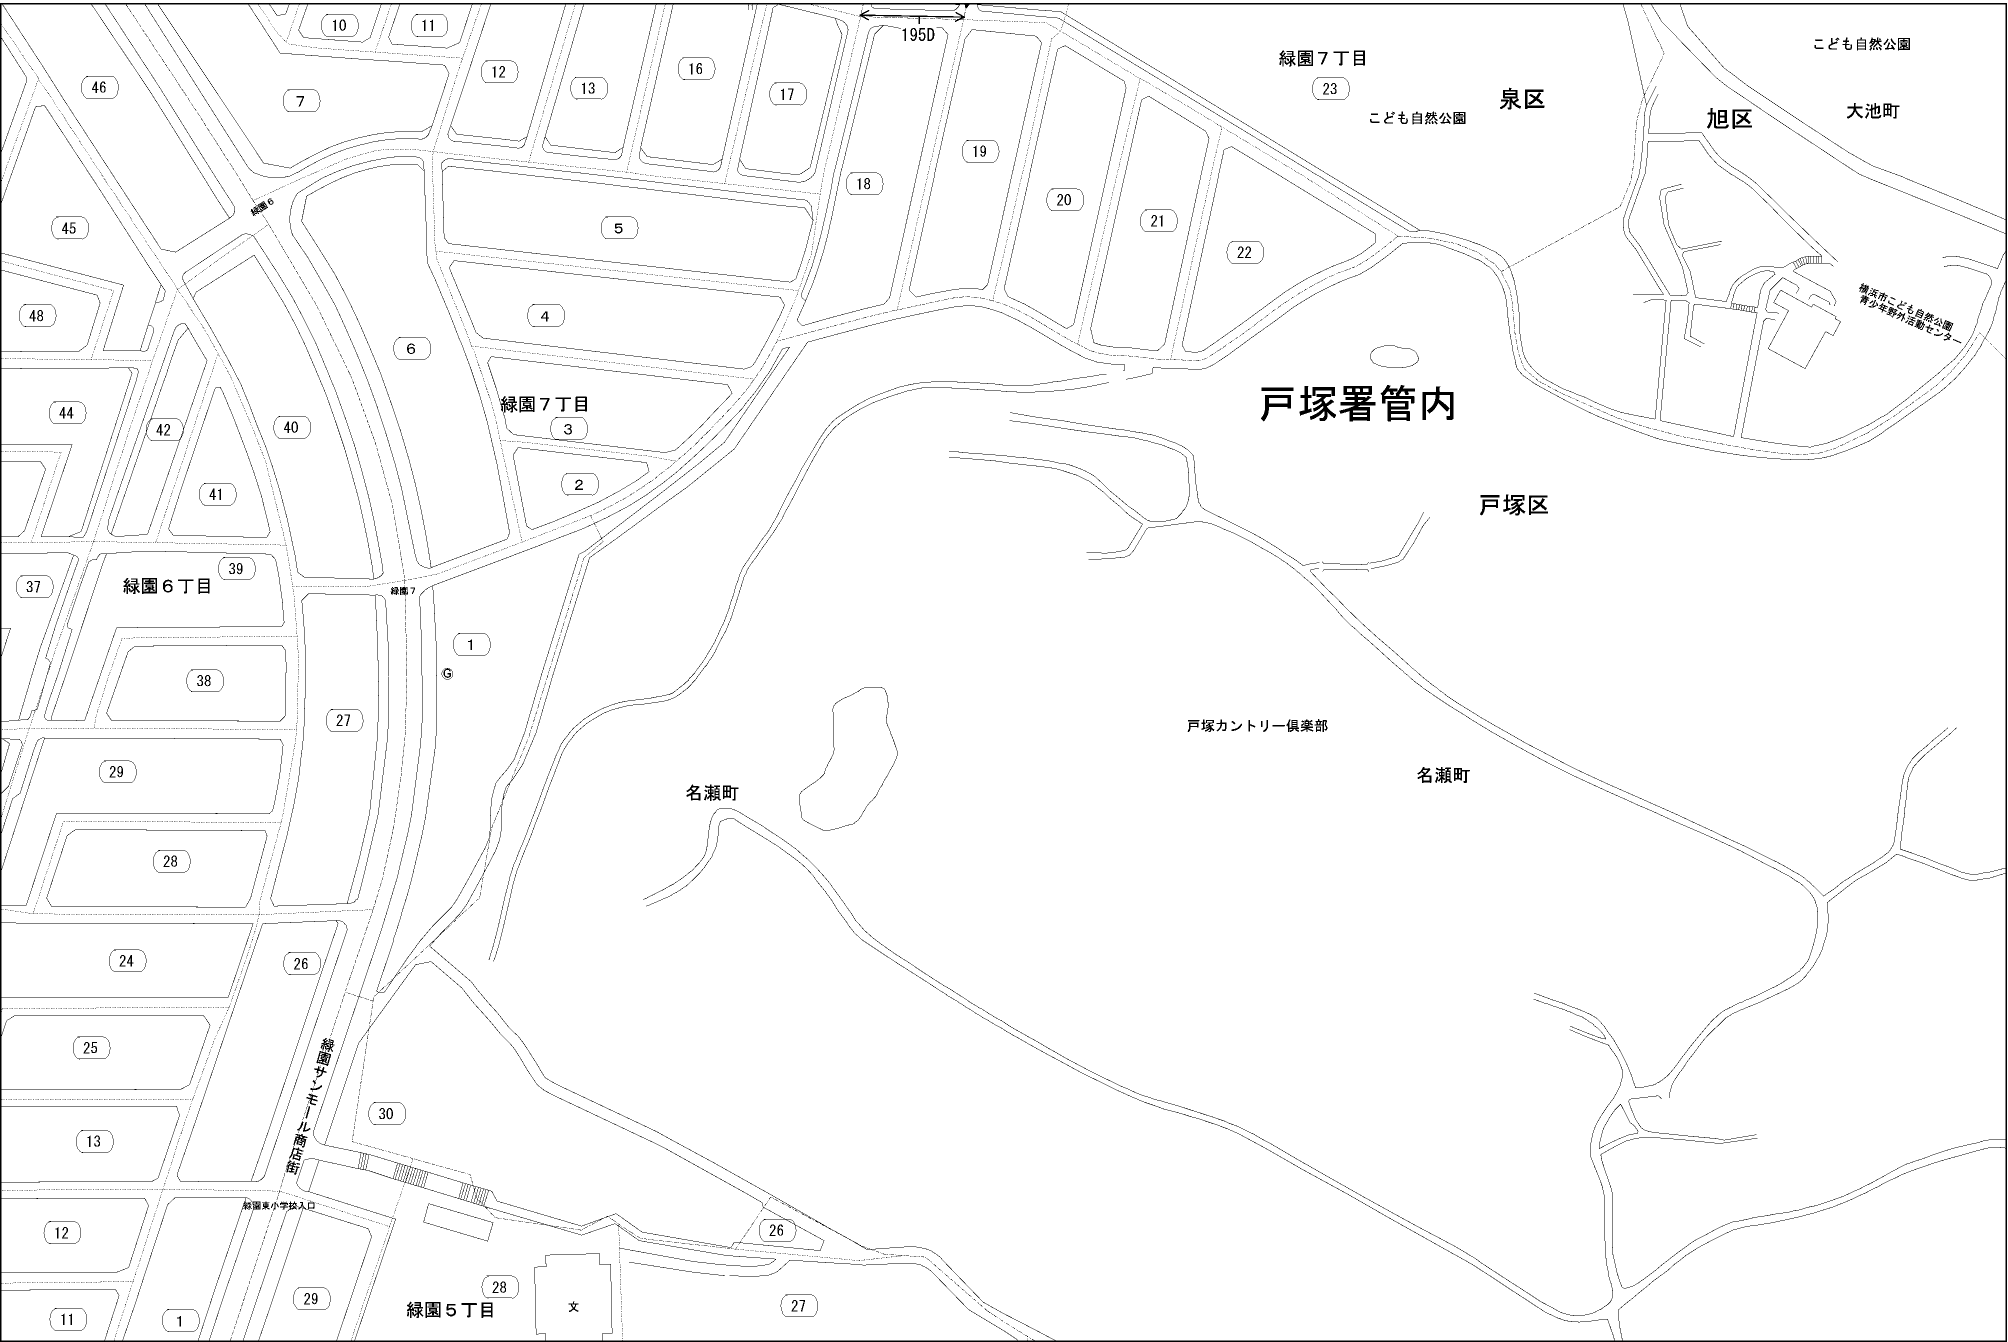 10
11
195D
緑園７丁目
23
こども自然公園
泉区
旭区
こども自然公園
大池町
46
7
12
13
16
17
18
19
20
21
22
45
緑園６
5
48
4
6
横浜市こども自然公園
青少年野外活動センター
44
42
40
緑園７丁目
3
戸塚署管内
41
2
戸塚区
37
緑園６丁目
39
緑園７
1
G
38
27
戸塚カントリー倶楽部
名瀬町
29
名瀬町
28
24
26
25
緑園サンモール商店街
30
13
緑園東小学校入口
12
26
11
1
29
緑園５丁目
28
文
27